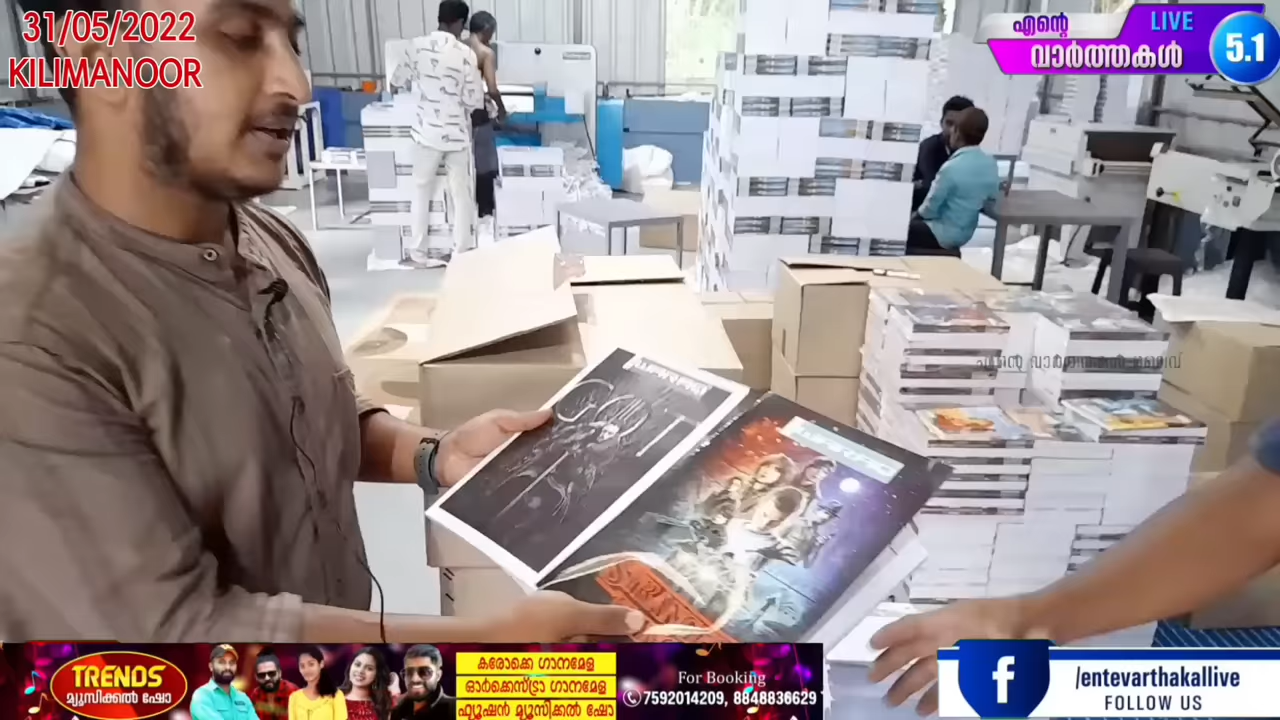 31/05/2022
KILIMANOOR
എന്റെ
LIVE
വാർത്തകൾ
5.1
TRENDS
മ്യൂസിക്കൽ ഷോ
കരോക്കെ ഗാനമേള
ഓർക്കെസ്ട്രാ ഗാനമേള
ഫ്യൂഷൻ മ്യൂസിക്കൽ ഷോ
For Booking
7592014209, 8848836629
/entevarthakallive
FOLLOW US